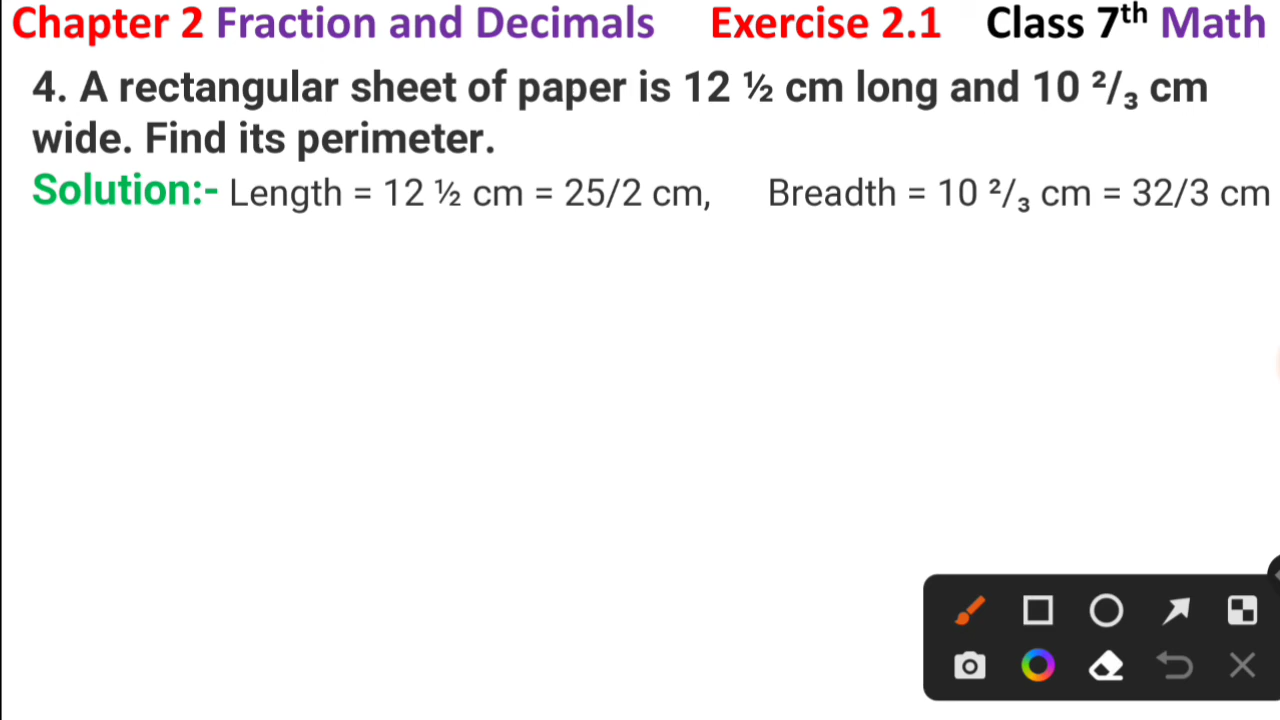 Chapter 2 Fraction and Decimals Exercise 2.1 Class 7th Math
4. A rectangular sheet of paper is 12 ½ cm long and 10 ²/₃ cm
wide. Find its perimeter.
Solution:- Length = 12 ½ cm = 25/2 cm, Breadth = 10 ²/₃ cm = 32/3 cm